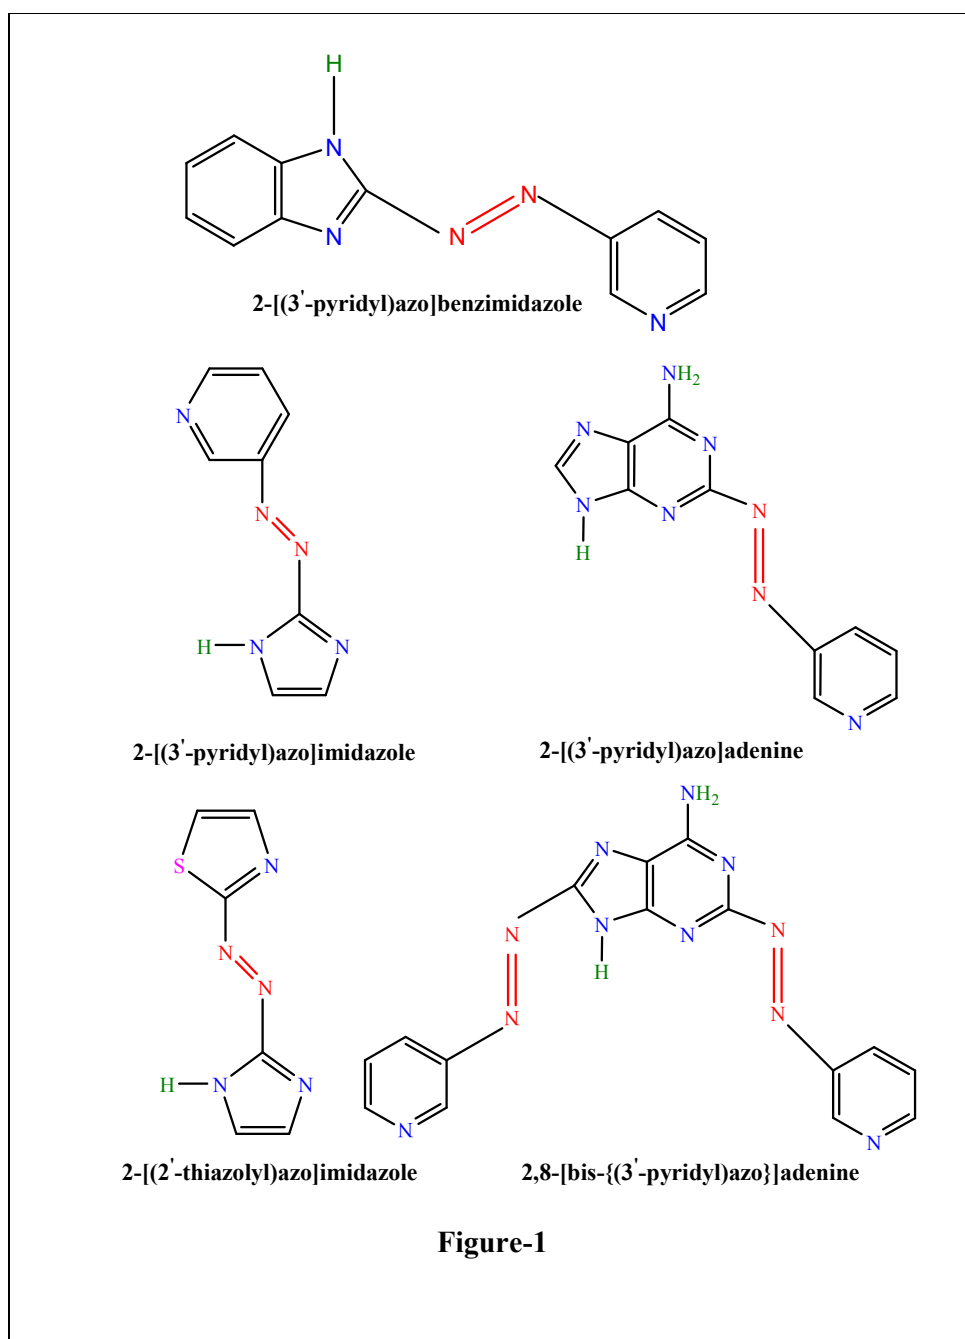 H
N
N
N
N
N
2-[(3'-pyridyl)azo]benzimidazole
N
N
N
H
N
N
2-[(3'-pyridyl)azo]imidazole
NH2
N
N
N
N
H
N
N
N
2-[(3'-pyridyl)azo]adenine
S
N
N
N
H
N
N
2-[(2'-thiazolyl)azo]imidazole
NH2
N
N
N
N
H
N
N
N
N
N
N
2,8-[bis-{(3'-pyridyl)azo}]adenine
Figure-1